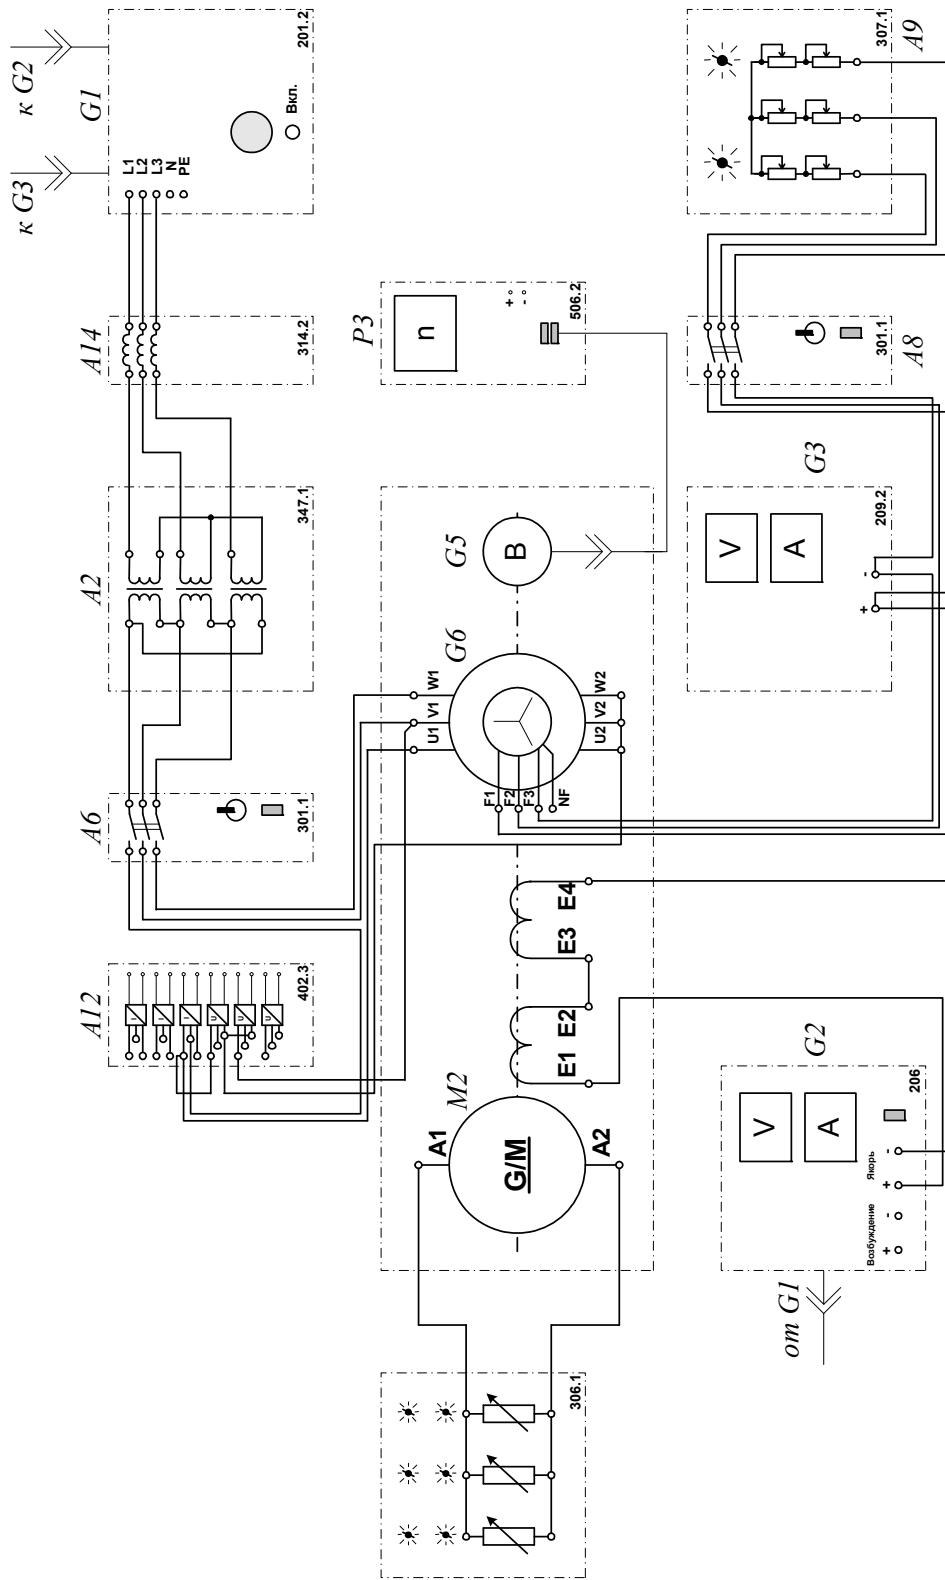 A12
402.3
I
I
I
U
U
U
A6
301.1
A2
347.1
A14
314.2
к G3
к G2
G1
L1
L2
L3
N
PE
Вкл.
201.2
306.1
M2
A1
G/M
A2
E1 E2
E3 E4
G6
U1 V1 W1
F1
F2
F3
NF
U2 V2 W2
G5
B
P3
n
+
-
506.2
от G1
G2
V
A
Возбуждение
Якорь
+ -
+ -
206
G3
V
A
+ -
209.2
301.1
A8
307.1
A9